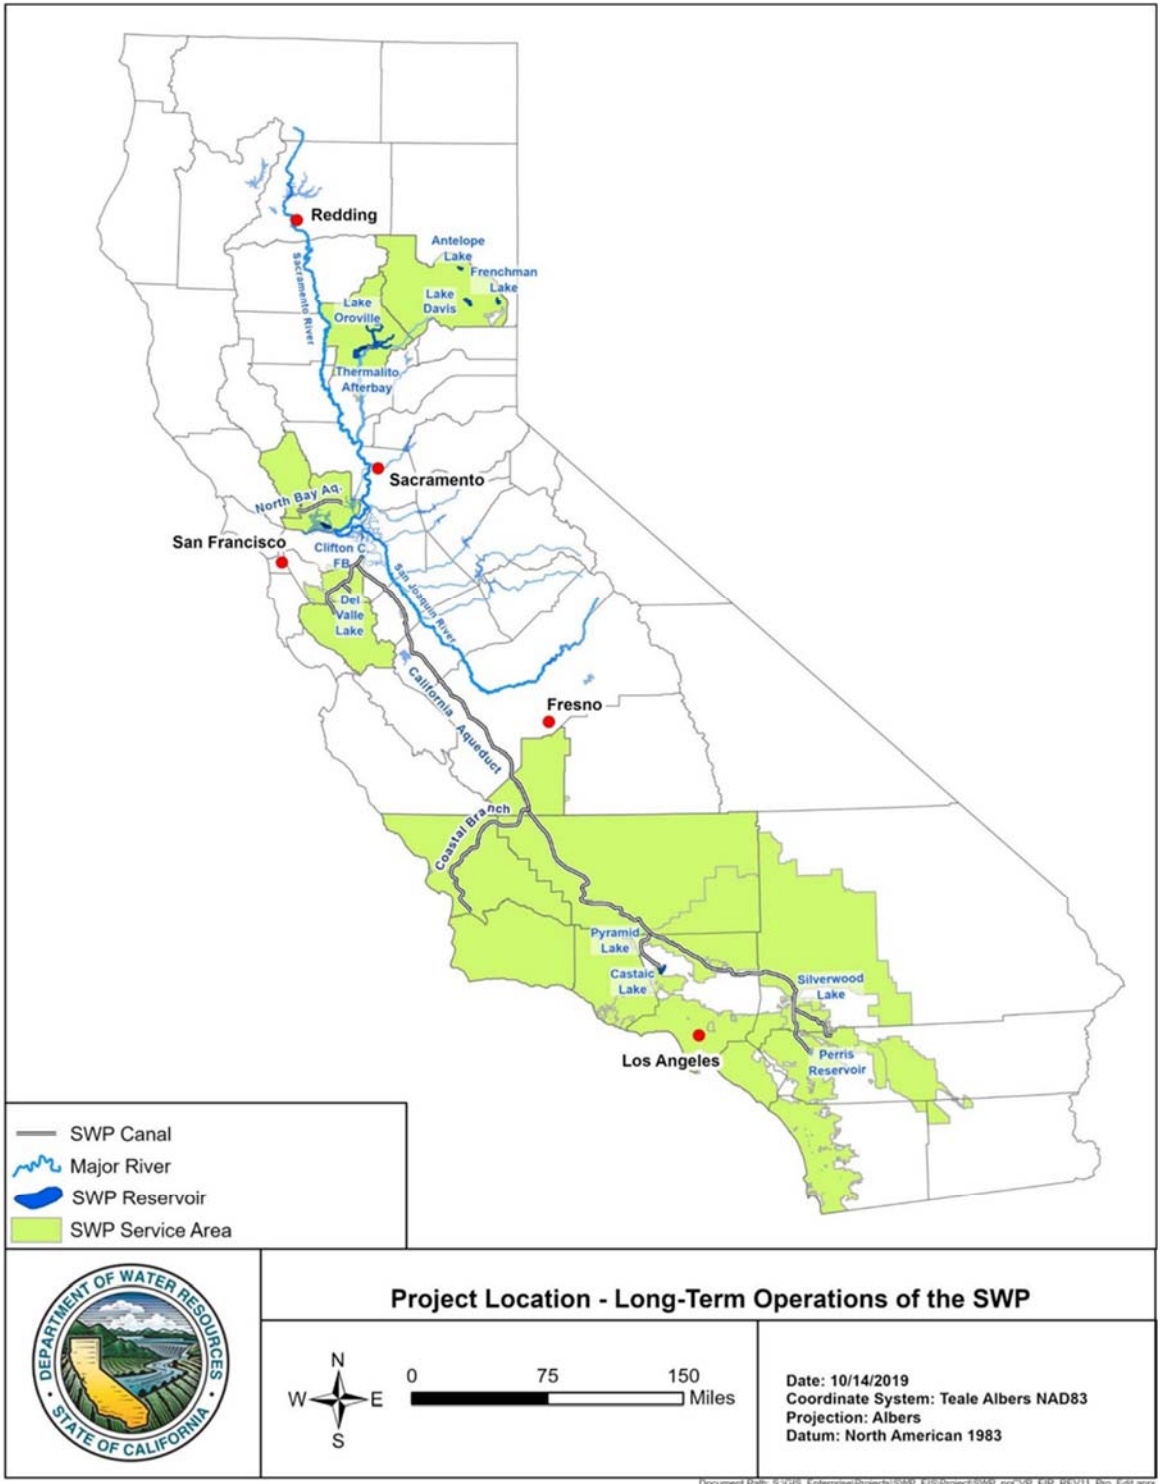 Redding
Antelope
Lake
Frenchman
Lake
Lake
Davis
Lake
Oroville
Sacramento River
Thermalito
Afterbay
Sacramento
North Bay Aq.
San Francisco
Clifton C.
FB
San Joaquin River
Del
Valle
Lake
California Aqueduct
Fresno
Coastal Branch
Pyramid
Lake
Castaic
Lake
Silverwood
Lake
Los Angeles
Perris
Reservoir
SWP Canal
Major River
SWP Reservoir
SWP Service Area
DEPARTMENT OF WATER RESOURCES
STATE OF CALIFORNIA
Project Location - Long-Term Operations of the SWP
N
W E
S
0 75 150
Miles
Date: 10/14/2019
Coordinate System: Teale Albers NAD83
Projection: Albers
Datum: North American 1983